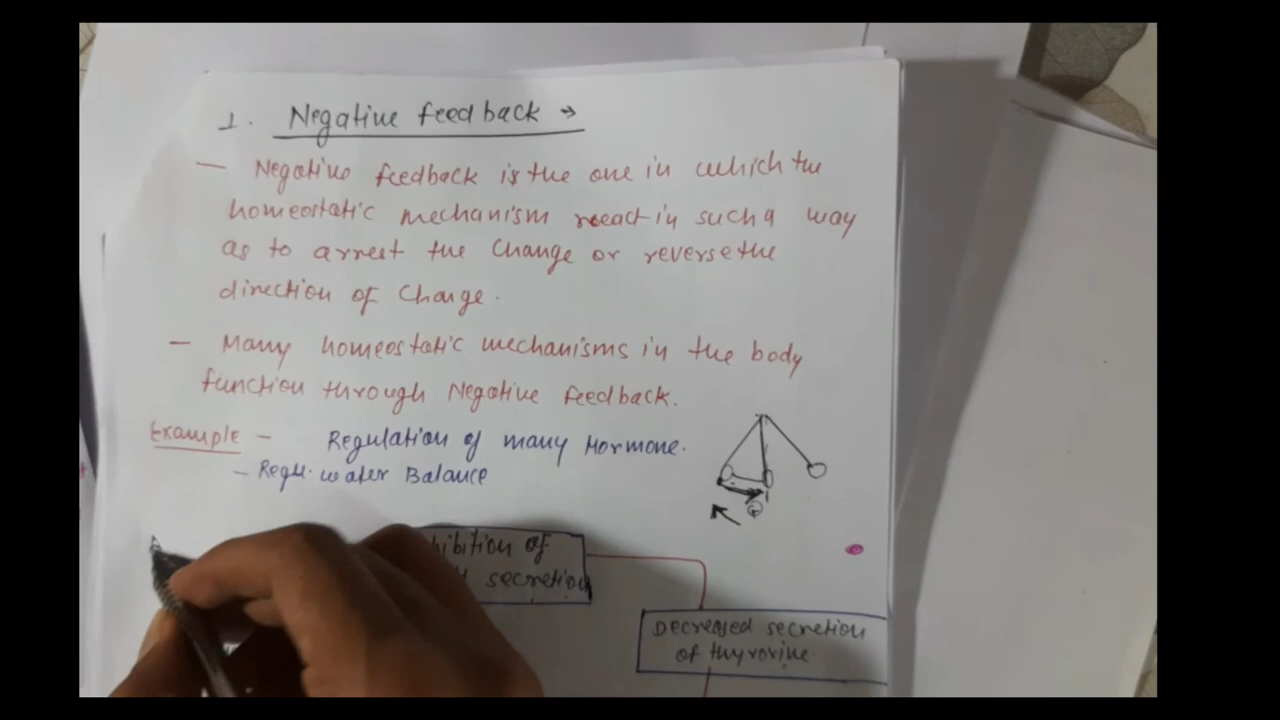 1. Negative feedback →
— Negative feedback is the one in which the
homeostatic mechanism react in such a way
as to arrest the change or reverse the
direction of change.
— Many homeostatic mechanisms in the body
function through Negative feedback.
Example — Regulation of many Hormone.
— Regu. water Balance
hibition of
secretion
Decreased secretion
of thyroxine